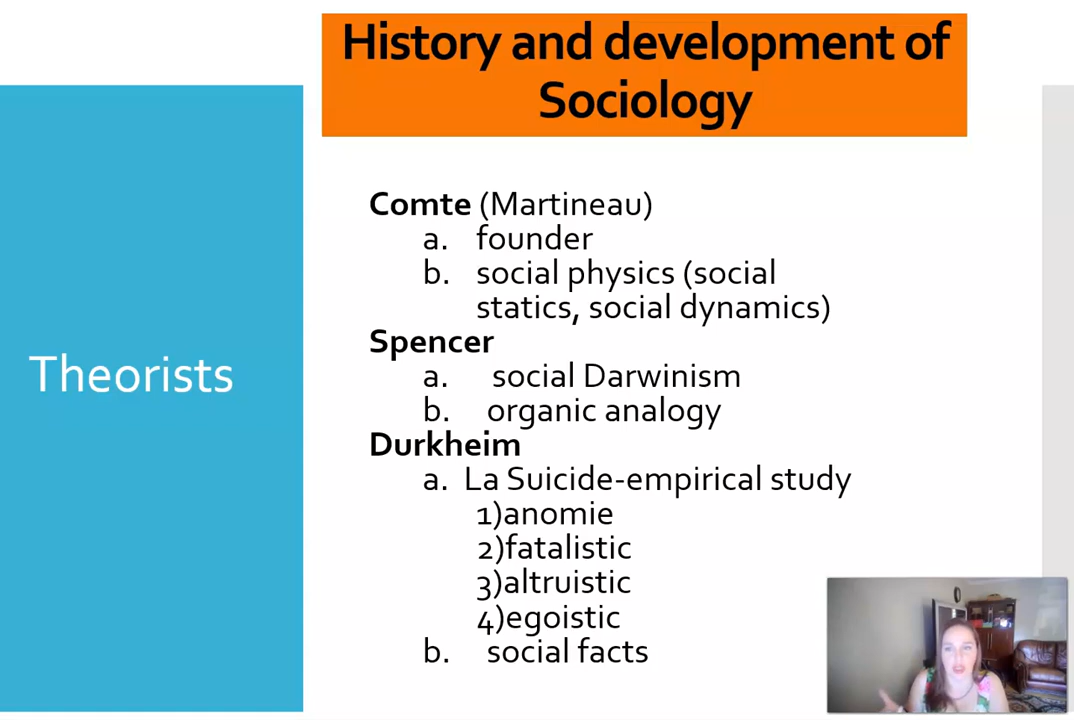 History and development of
Sociology
Theorists
Comte (Martineau)
a. founder
b. social physics (social
statics, social dynamics)
Spencer
a. social Darwinism
b. organic analogy
Durkheim
a. La Suicide-empirical study
1)anomie
2)fatalistic
3)altruistic
4)egoistic
b. social facts